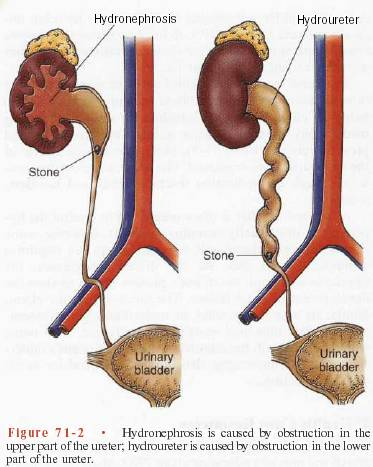 Hydronephrosis
Hydroureter
Stone
Stone
Urinary
bladder
Urinary
bladder
Figure 71-2 • Hydronephrosis is caused by obstruction in the
upper part of the ureter; hydroureter is caused by obstruction in the lower
part of the ureter.